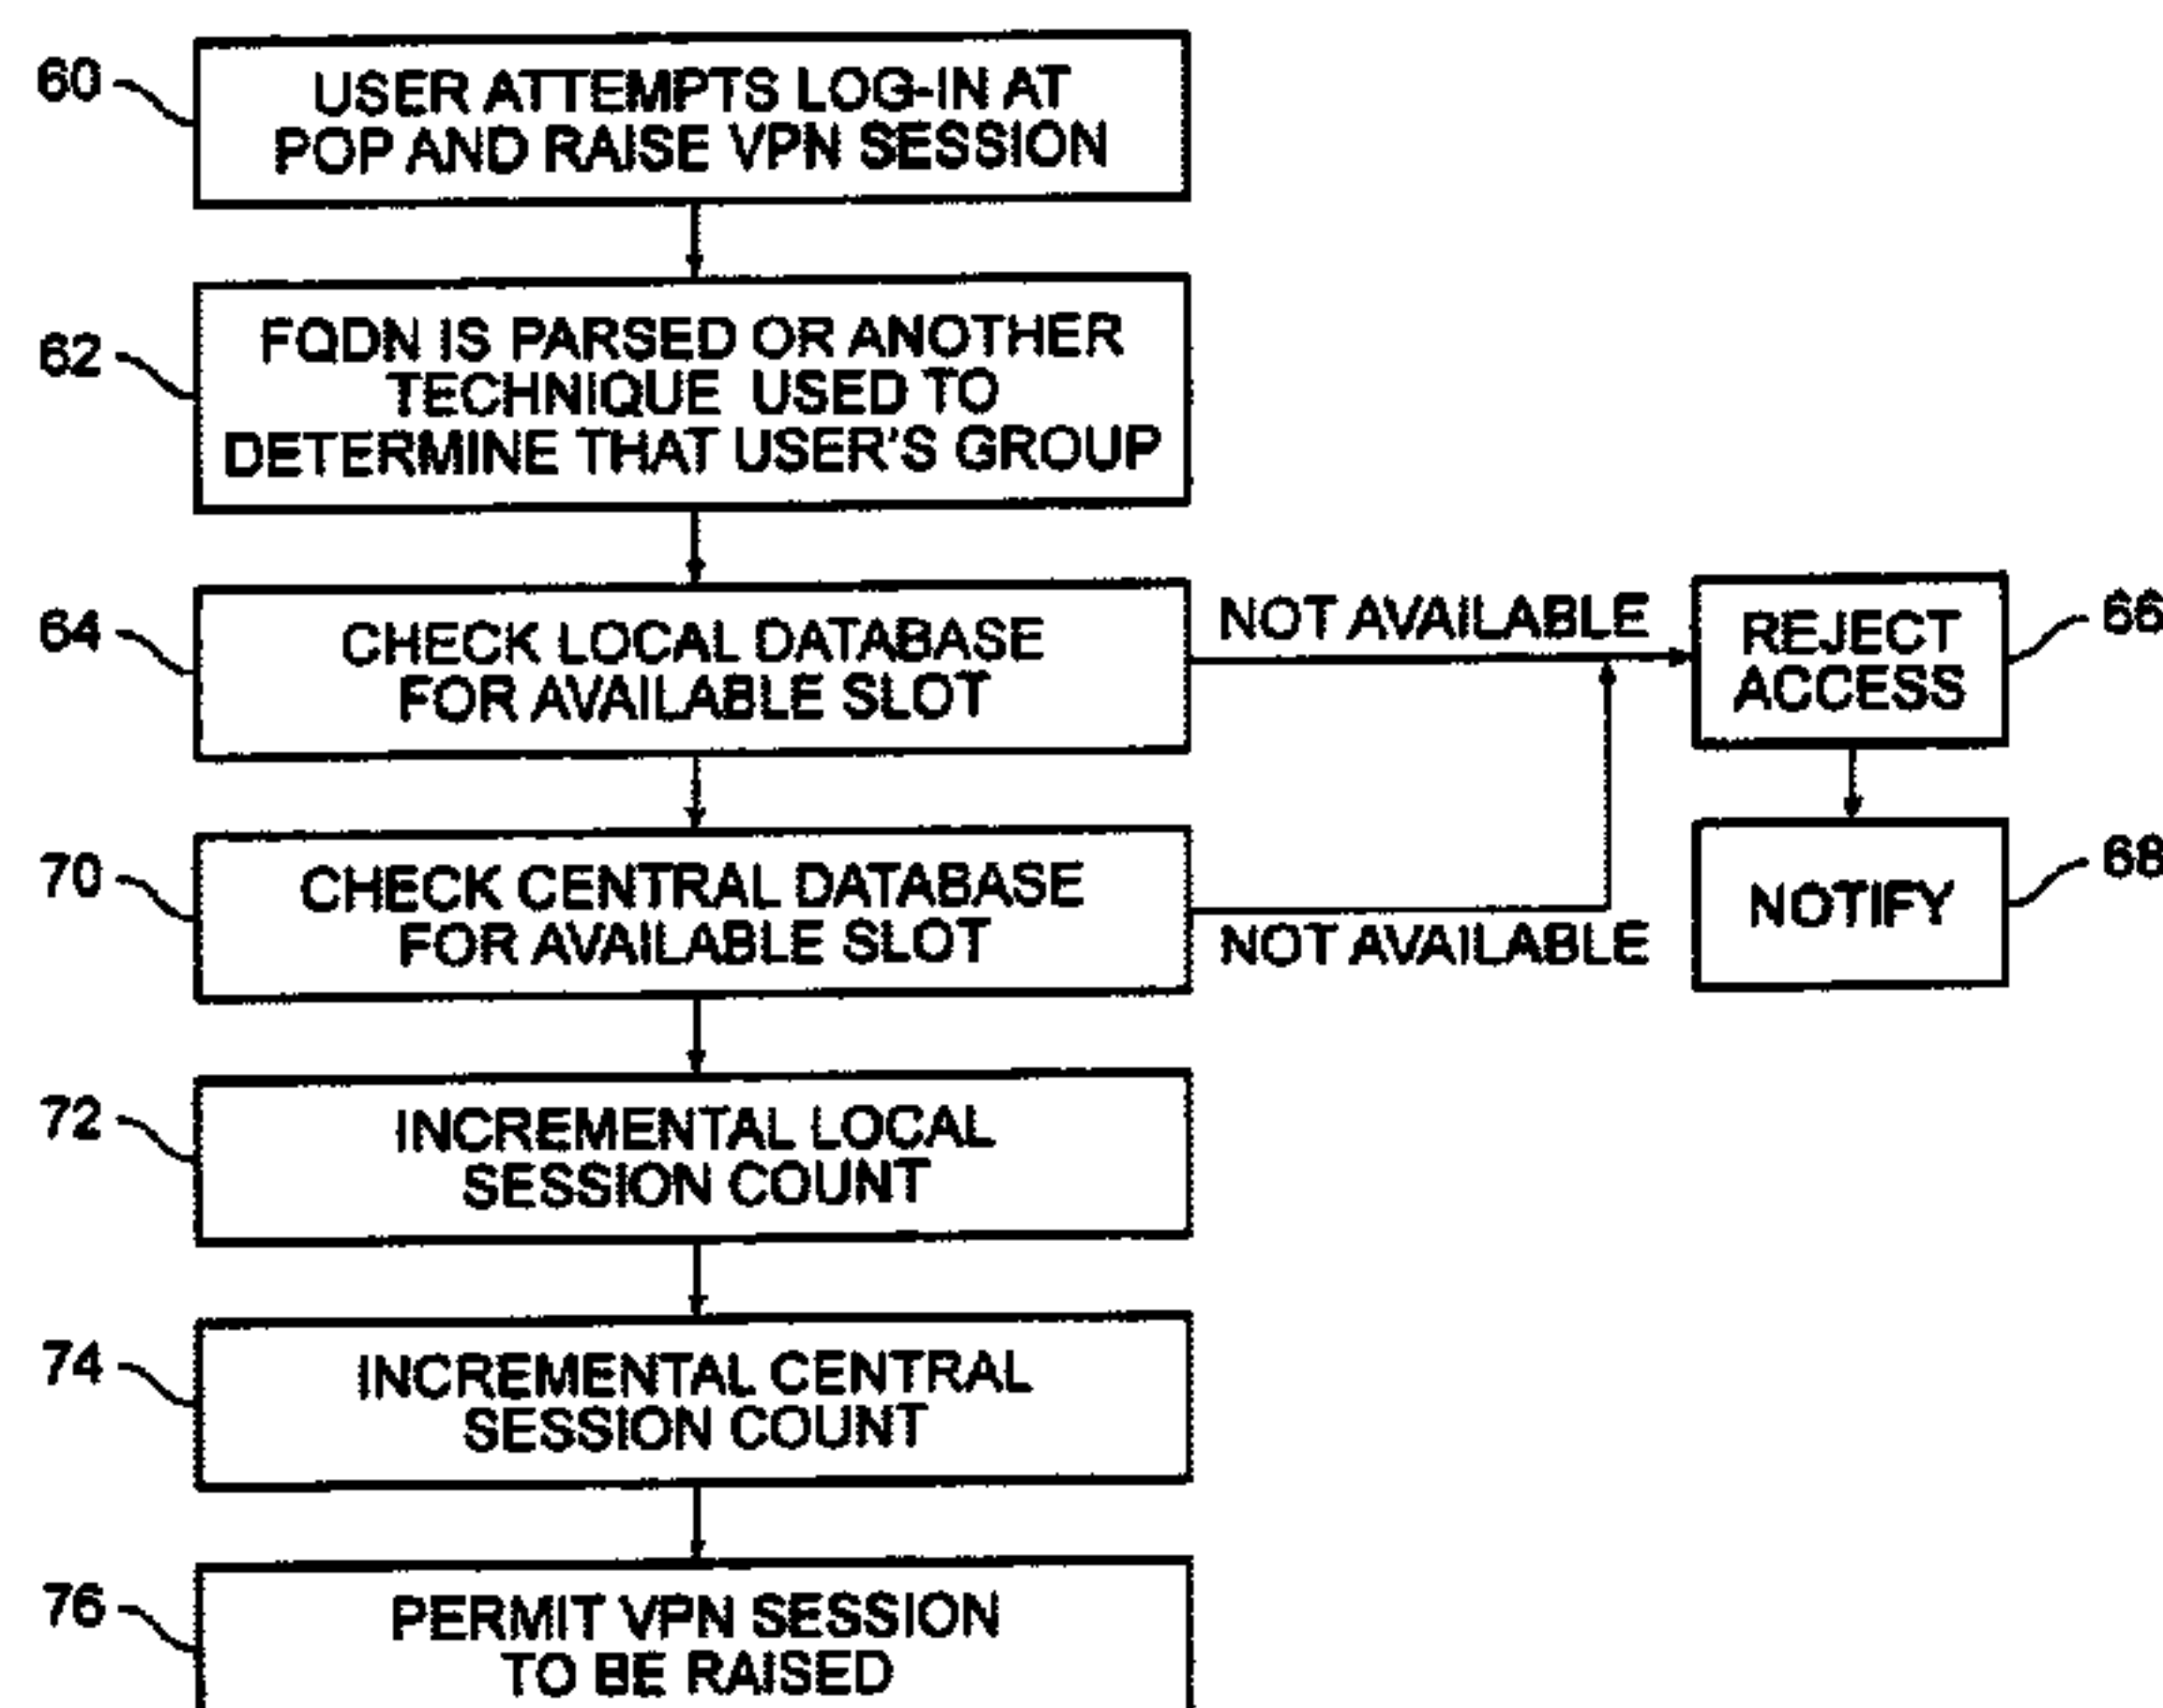 60
USER ATTEMPTS LOG-IN AT
POP AND RAISE VPN SESSION
62
FQDN IS PARSED OR ANOTHER
TECHNIQUE USED TO
DETERMINE THAT USER'S GROUP
64
CHECK LOCAL DATABASE
FOR AVAILABLE SLOT
NOT AVAILABLE
REJECT
ACCESS
66
70
CHECK CENTRAL DATABASE
FOR AVAILABLE SLOT
NOT AVAILABLE
NOTIFY
68
72
INCREMENTAL LOCAL
SESSION COUNT
74
INCREMENTAL CENTRAL
SESSION COUNT
76
PERMIT VPN SESSION
TO BE RAISED